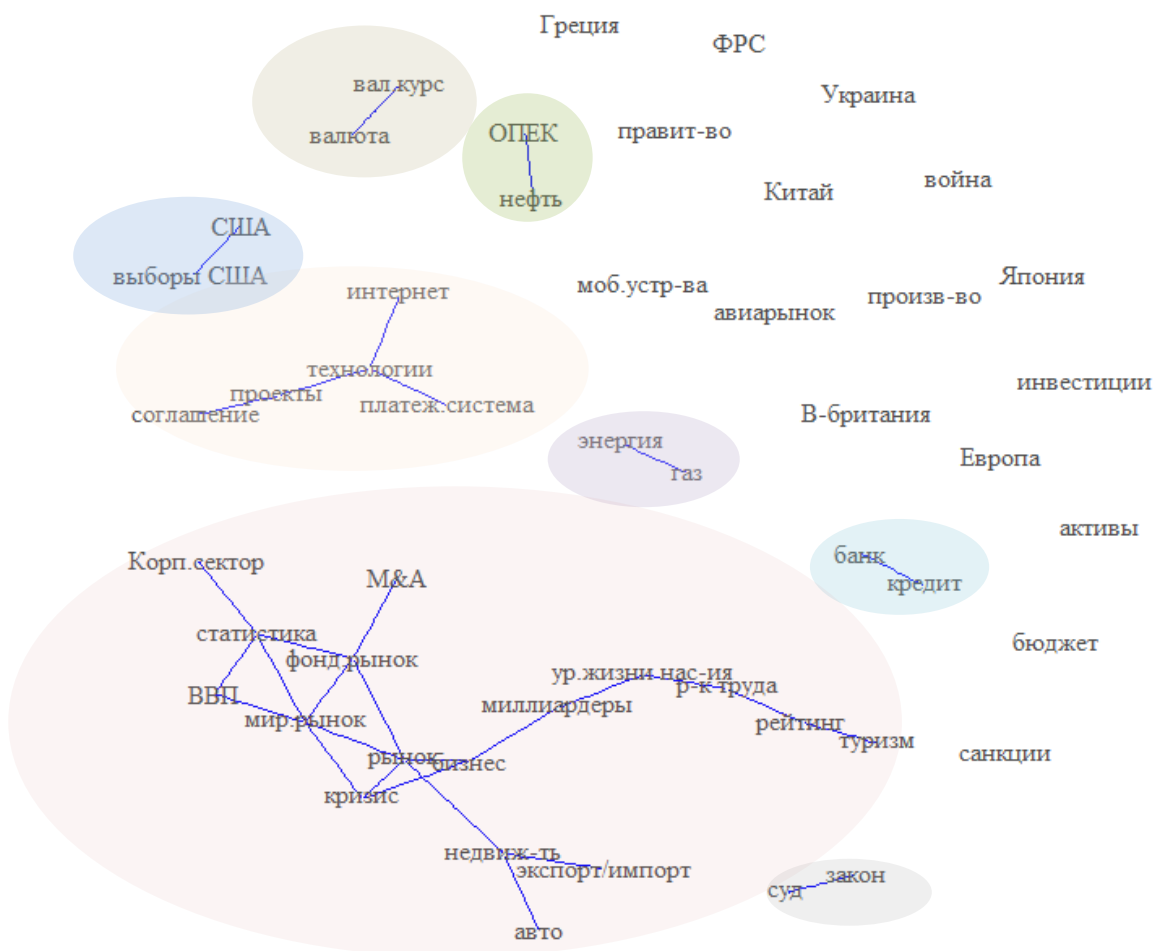 Греция
ФРС
вал.курс
Украина
ОПЕК
правит-во
валюта
война
Китай
нефть
США
выборы США
Япония
моб.устр-ва
интернет
произв-во
авиарынок
технологии
инвестиции
проекты
платеж.система
соглашение
В-британия
энергия
Европа
газ
активы
банк
Корп.сектор
М&А
кредит
статистика
бюджет
фонд.рынок
ур.жизни нас-ия
р-к труда
ВВП
миллиардеры
мир.рынок
рейтинг
туризм
санкции
рынок
бизнес
кризис
недвиж-ть
экспорт/импорт
закон
суд
авто